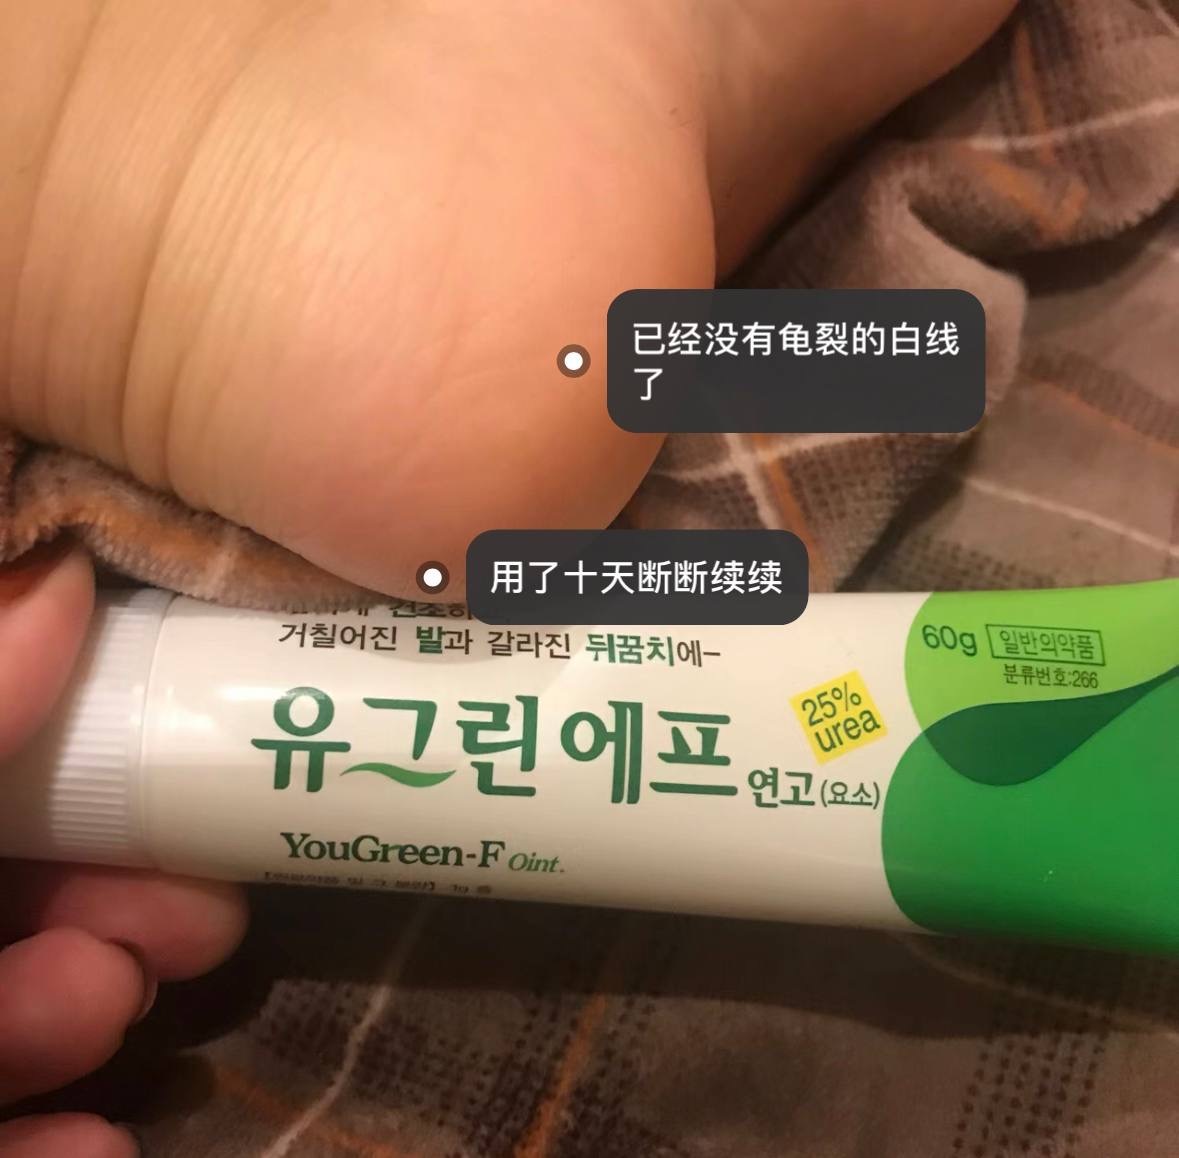 已经没有龟裂的白线
了
用了十天断断续续
거칠어진 발과 갈라진 뒤꿈치에-
60g 일반의약품
분류번호:266
25%
urea
유그린에프 연고 (요소)
YouGreen-F Oint.